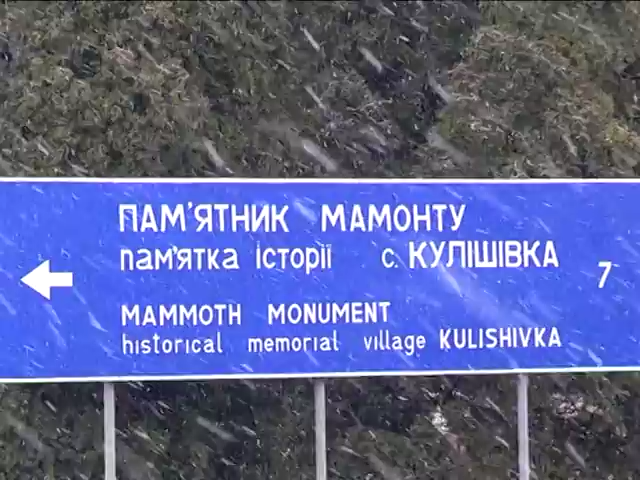 ПАМ'ЯТНИК МАМОНТУ
пам'ятка історії с. КУЛІШІВКА
7
MAMMOTH MONUMENT
historical memorial village KULISHIVKA